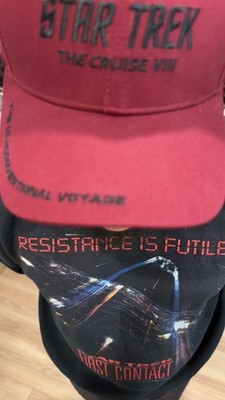 STAR TREK
THE CRUISE VIII
VOYAGE
RESISTANCE IS FUTILE
FIRST CONTACT